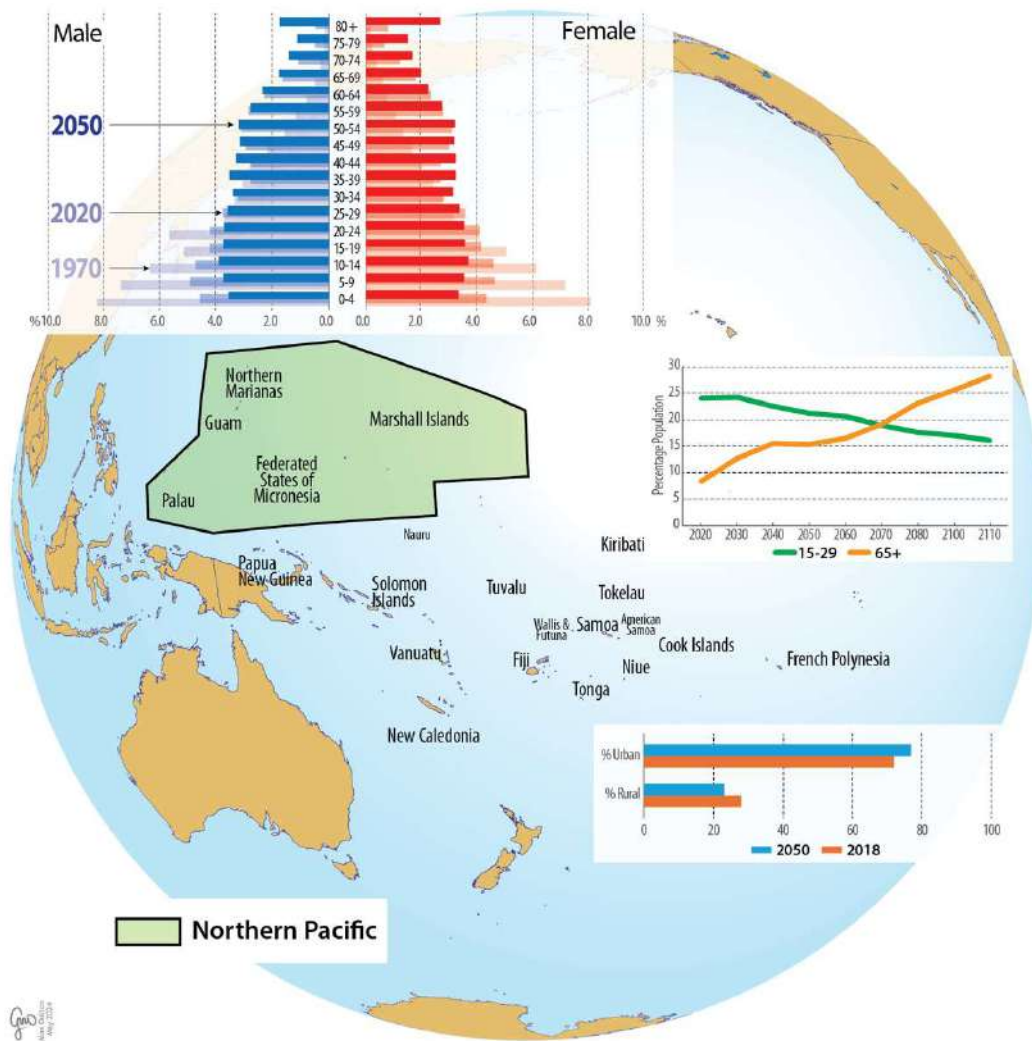 Male
Female
80+
75-79
70-74
65-69
60-64
55-59
50-54
45-49
40-44
35-39
30-34
25-29
20-24
15-19
10-14
5-9
0-4
2050
2020
1970
%10.0 8.0 6.0 4.0 2.0 0.0 0.0 2.0 4.0 6.0 8.0 10.0 %
Northern
Marianas
Guam
Marshall Islands
Federated
States of
Micronesia
Palau
Percentage Population
30
25
20
15
10
5
0
2020 2030 2040 2050 2060 2070 2080 2090 2100 2110
15-29 65+
Nauru
Kiribati
Papua
New Guinea
Solomon
Islands
Tuvalu
Tokelau
Wallis &
Futuna
Samoa
American
Samoa
Cook Islands
Vanuatu
Fiji
Niue
French Polynesia
Tonga
New Caledonia
% Urban
% Rural
0 20 40 60 80 100
2050 2018
Northern Pacific
May 2024